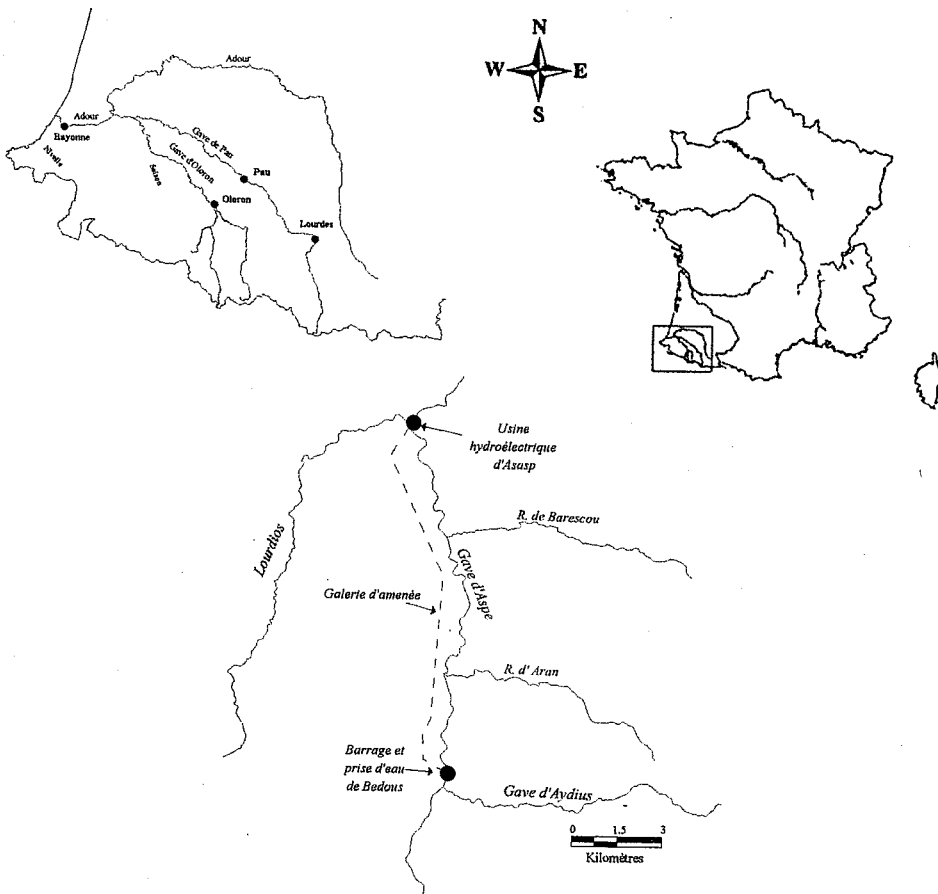 N
W
E
S
Adour
Adour
Bayonne
Nivelle
Gave de Pau
Gave d'Oloron
Saison
Pau
Oloron
Lourdes
Usine
hydroélectrique
d'Asasp
R. de Barescou
Lourdios
Gave d'Aspe
Galerie d'amenée
R. d' Aran
Barrage et
prise d'eau
de Bedous
Gave d'Aydius
0 1.5 3
Kilomètres